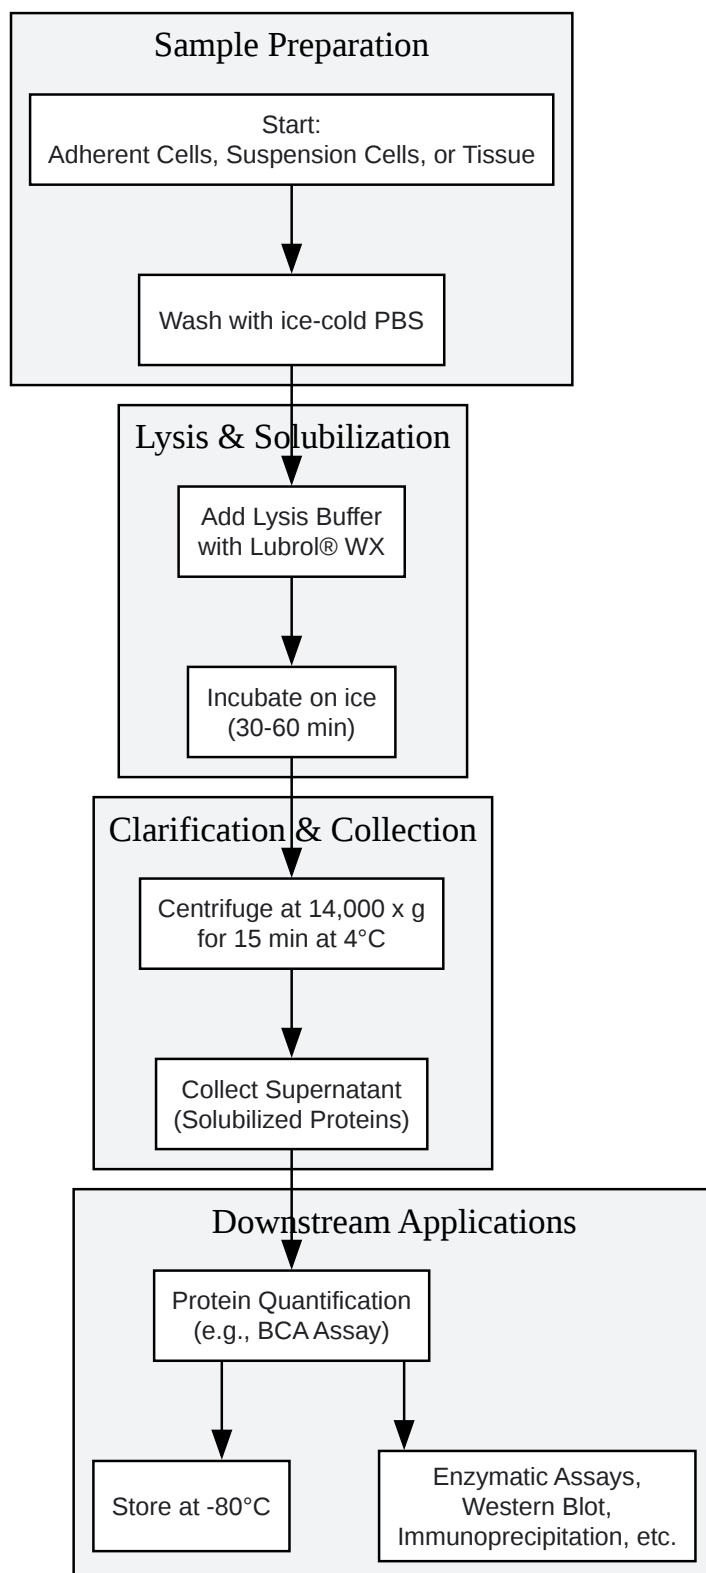 Sample Preparation
Start:
Adherent Cells, Suspension Cells, or Tissue
Wash with ice-cold PBS
Lysis & Solubilization
Add Lysis Buffer
with Lubrol® WX
Incubate on ice
(30-60 min)
Clarification & Collection
Centrifuge at 14,000 x g
for 15 min at 4°C
Collect Supernatant
(Solubilized Proteins)
Downstream Applications
Protein Quantification
(e.g., BCA Assay)
Store at -80°C
Enzymatic Assays,
Western Blot,
Immunoprecipitation, etc.